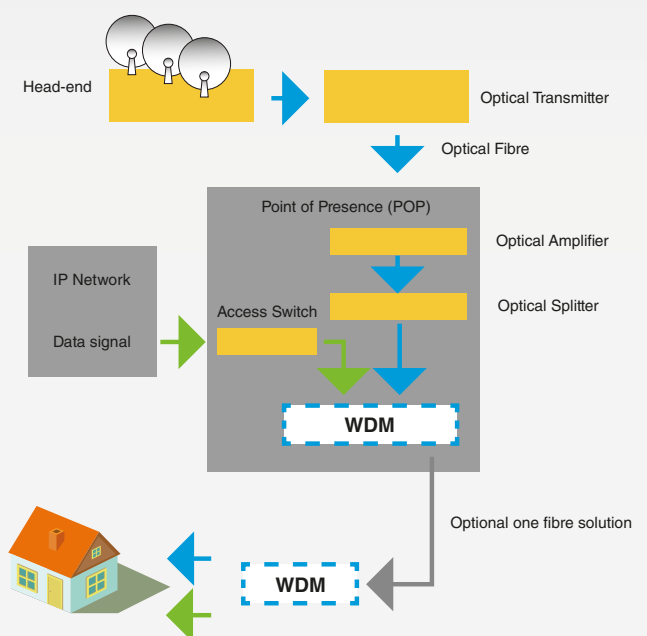 Head-end
Optical Transmitter
Optical Fibre
Point of Presence (POP)
Optical Amplifier
IP Network
Optical Splitter
Access Switch
Data signal
WDM
Optional one fibre solution
WDM